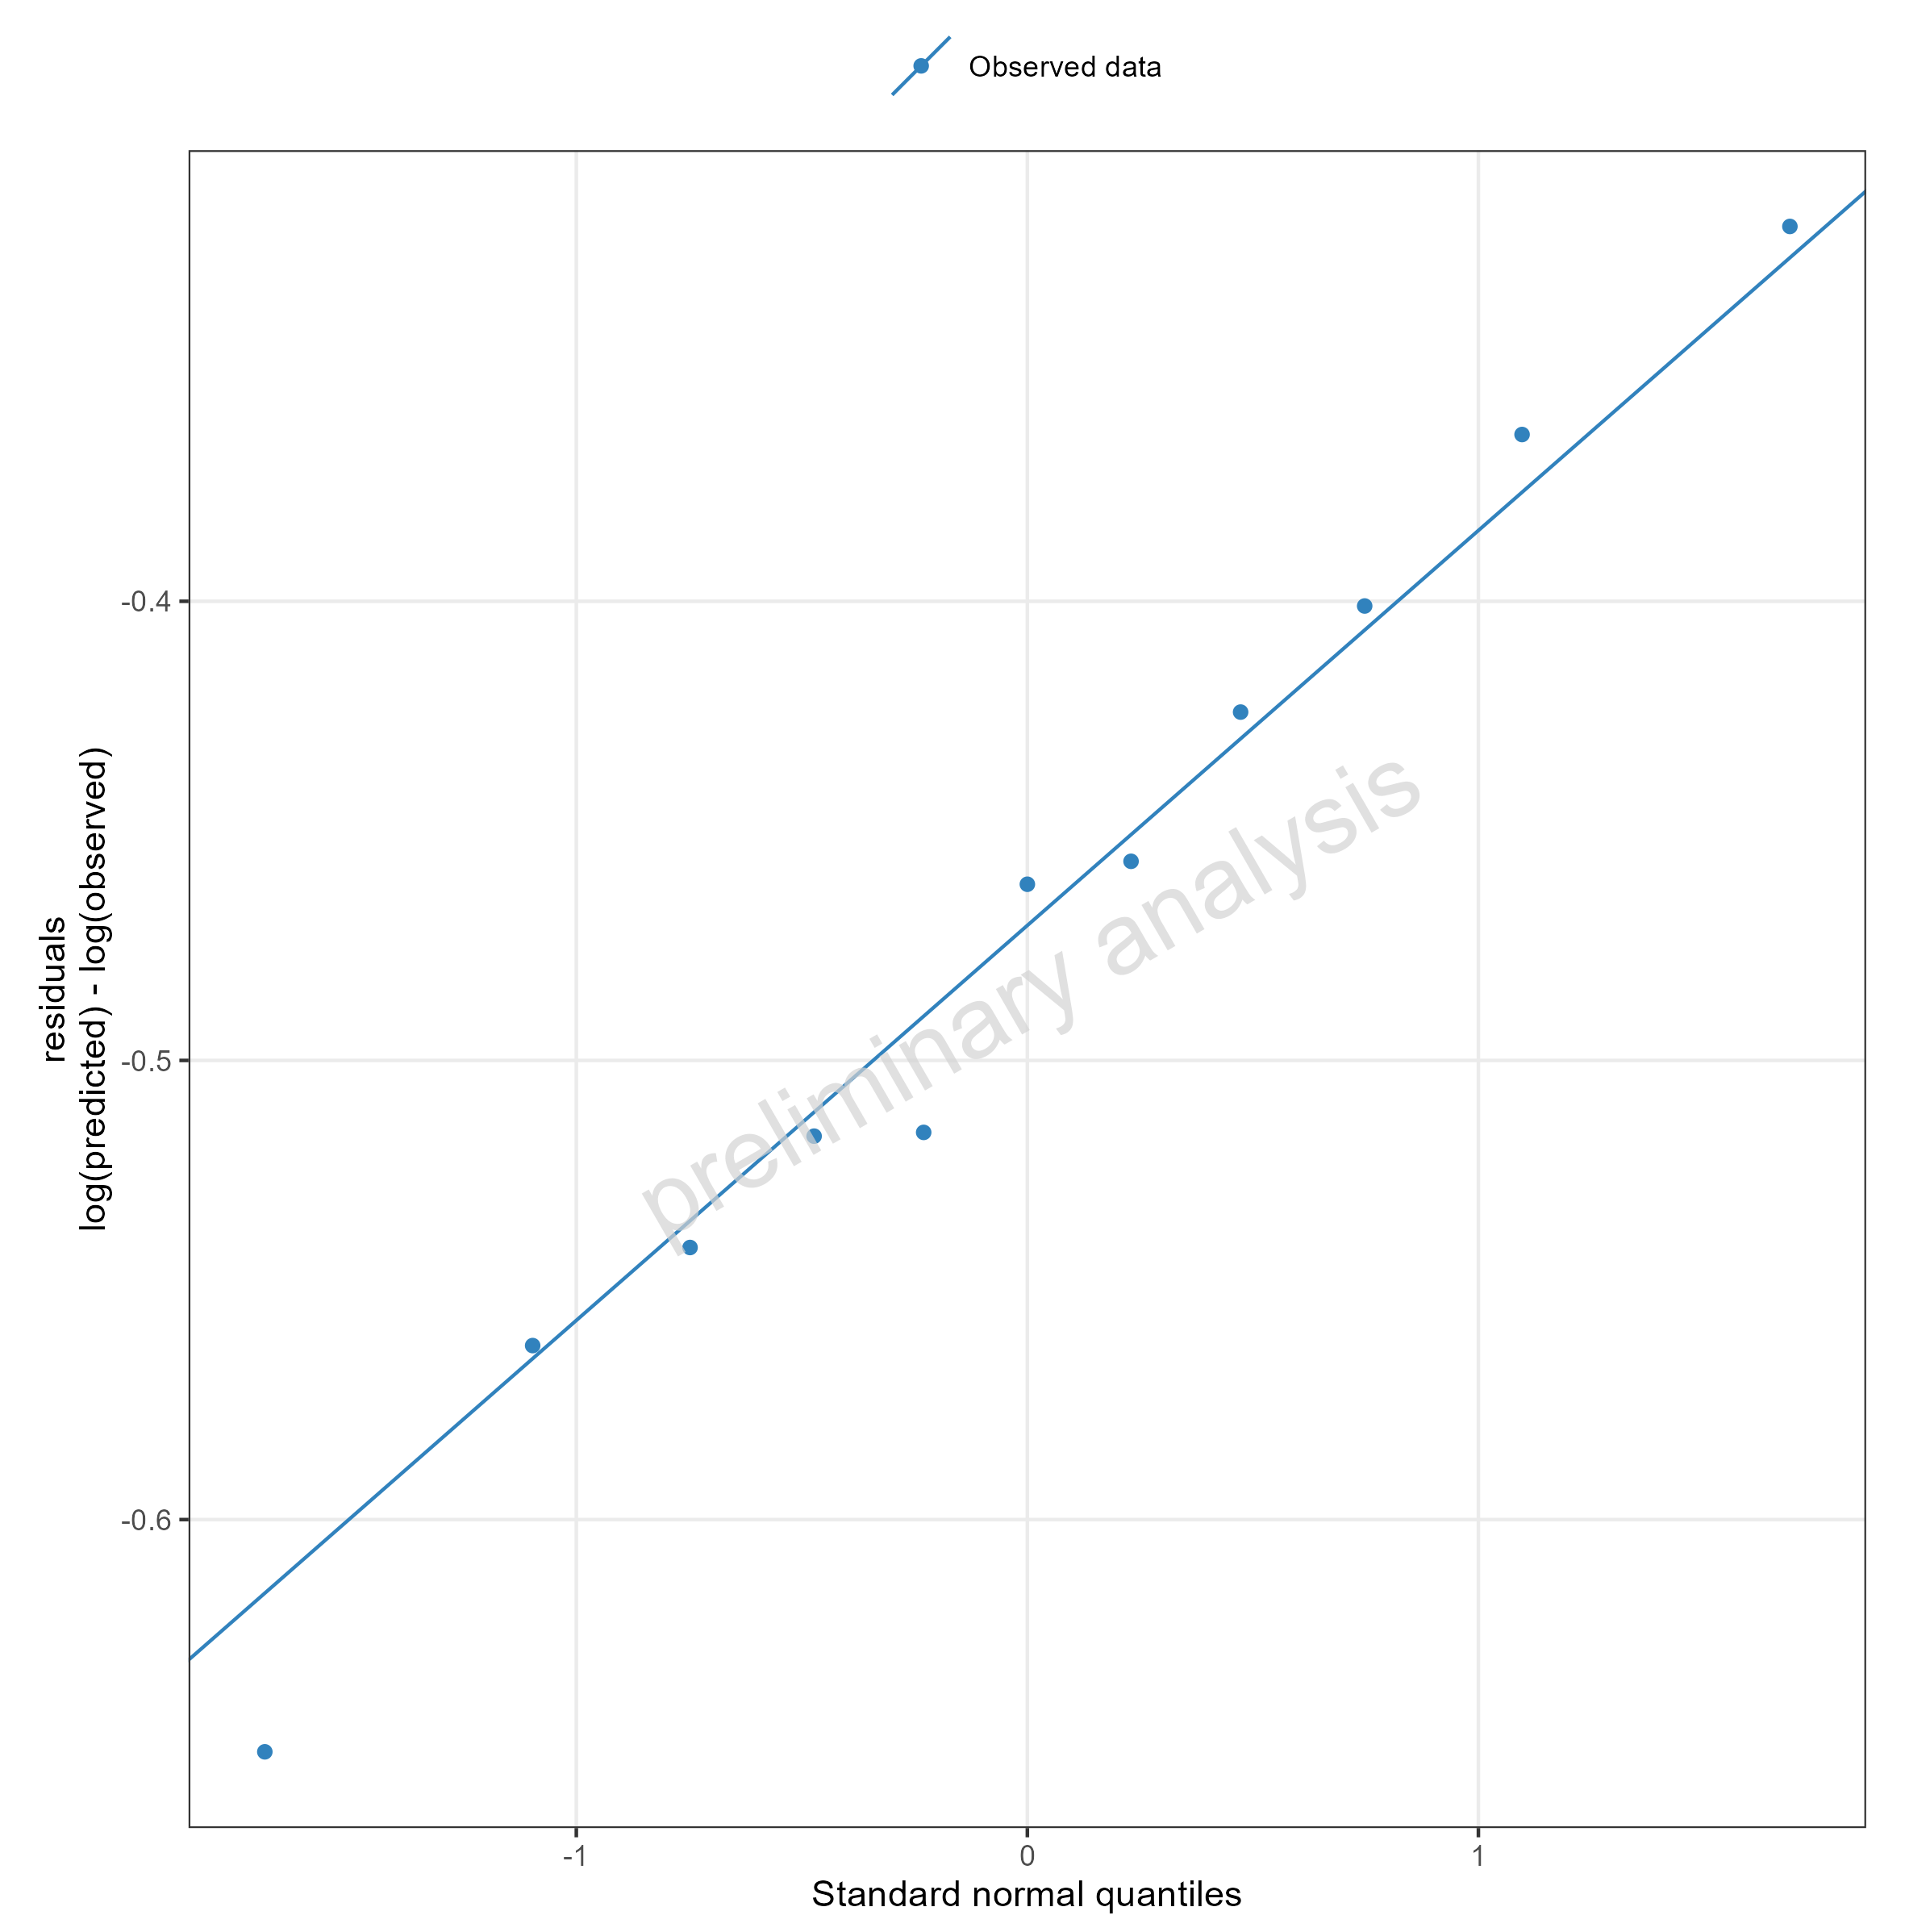 Observed data
residuals
log(predicted) - log(observed)
-0.4
-0.5
-0.6
preliminary analysis
-1
0
1
Standard normal quantiles